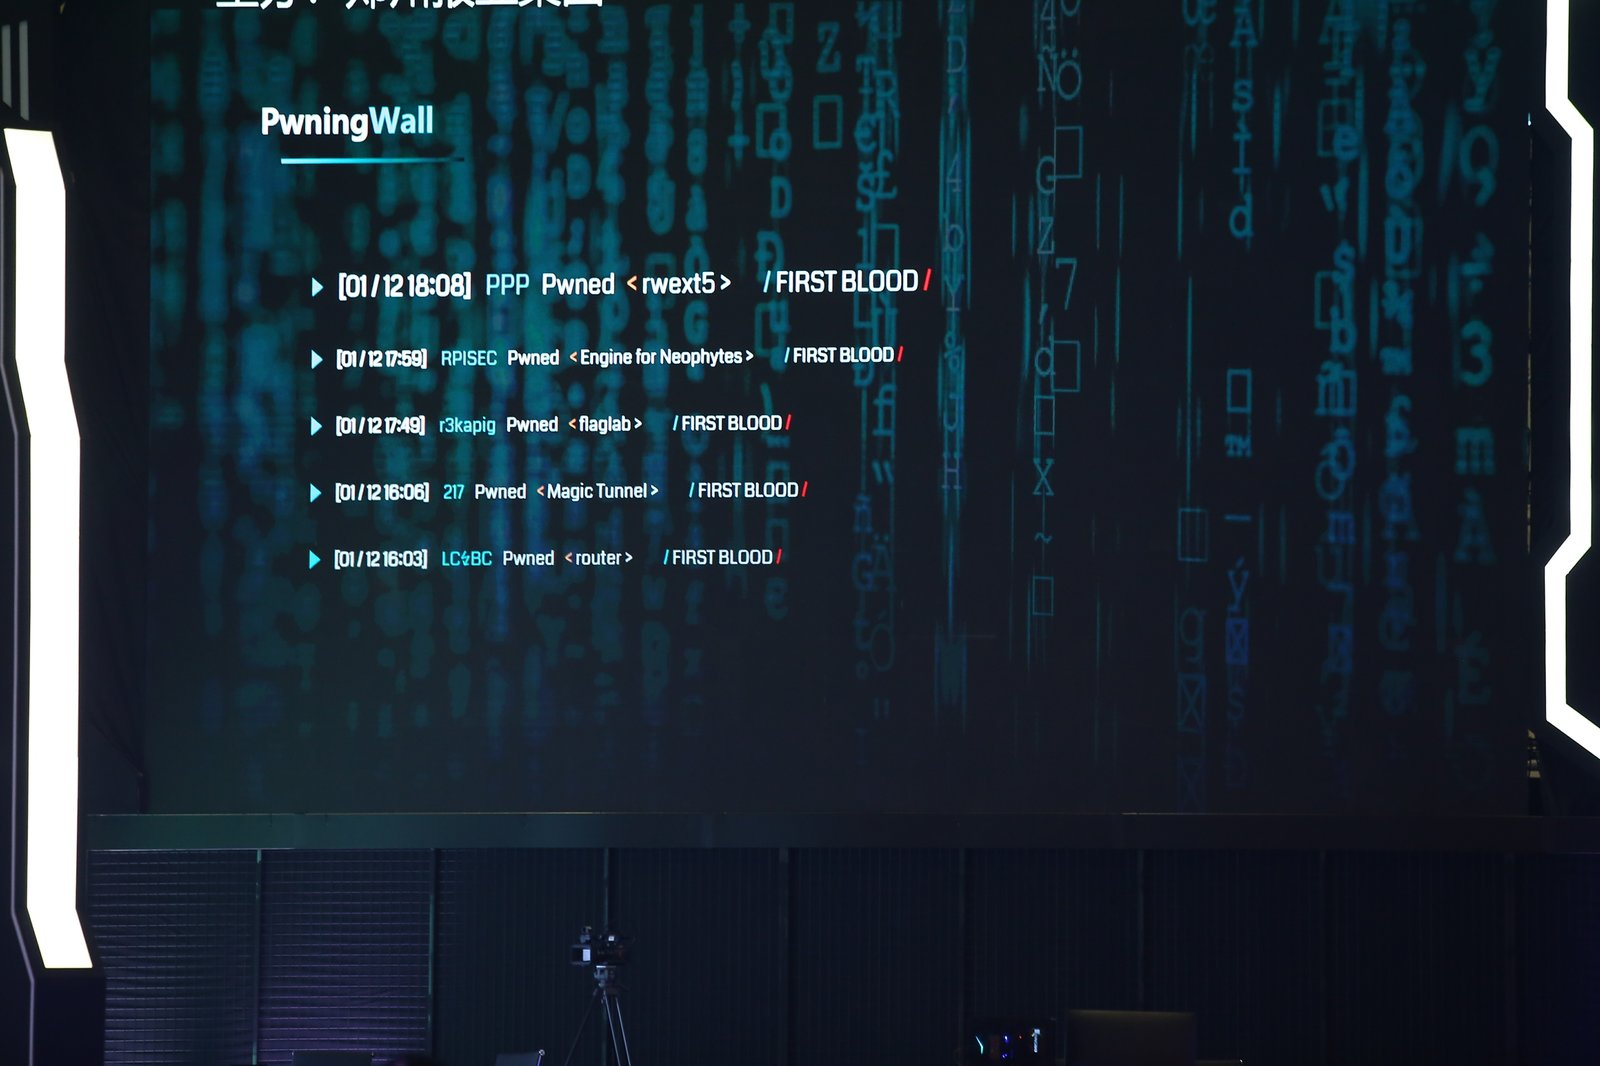 PwningWall
[01/12 18:08] PPP Pwned <rwext5> / FIRST BLOOD /
[01/12 17:59] RPISEC Pwned <Engine for Neophytes> / FIRST BLOOD /
[01/12 17:49] r3kapig Pwned <flaglab> / FIRST BLOOD /
[01/12 16:06] 217 Pwned <Magic Tunnel> / FIRST BLOOD /
[01/12 16:03] LC↯BC Pwned <router> / FIRST BLOOD /